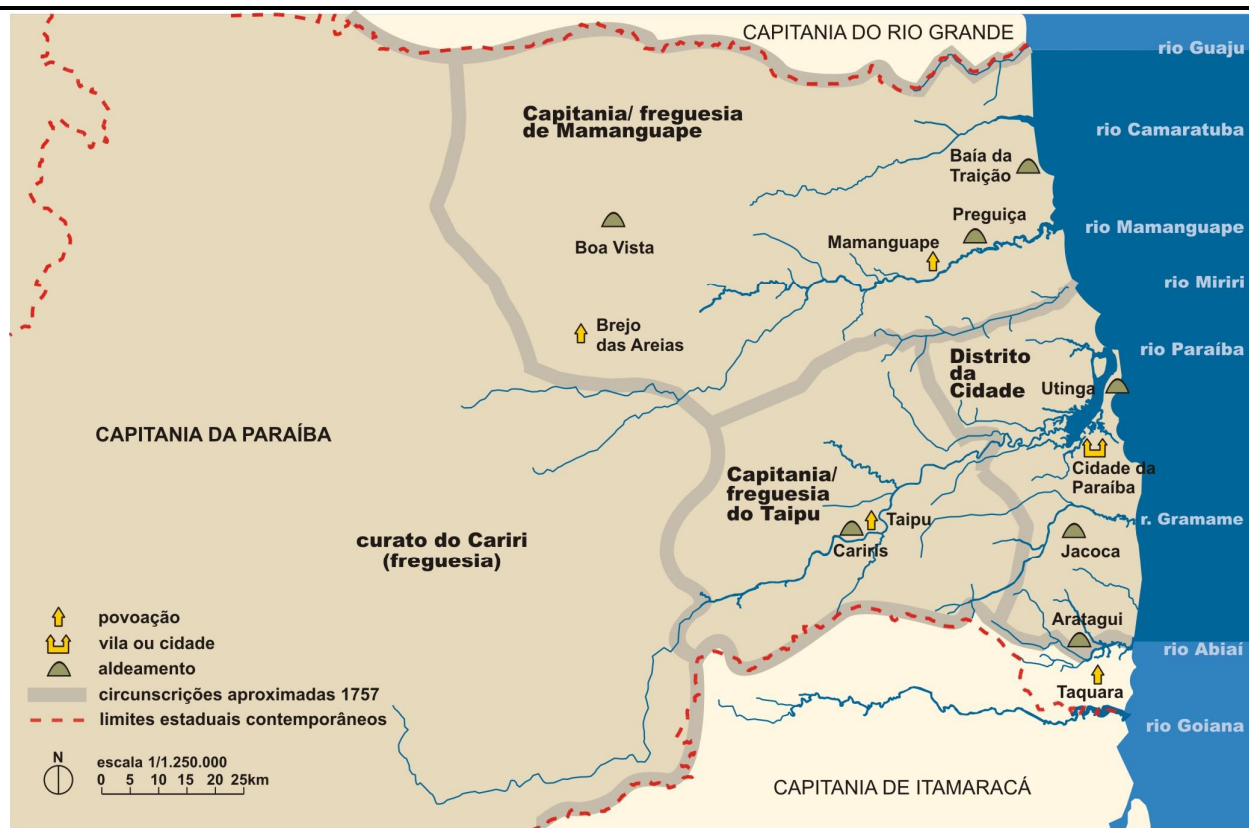 CAPITANIA DO RIO GRANDE
rio Guaju
Capitania/ freguesia
de Mamanguape
rio Camaratuba
Baía da
Traição
Preguiça
rio Mamanguape
Boa Vista
Mamanguape
rio Miriri
Brejo
das Areias
Distrito
da
Cidade
rio Paraíba
Utinga
CAPITANIA DA PARAÍBA
Cidade da
Paraíba
Capitania/
freguesia
do Taipu
Taipu
r. Gramame
Cariris
Jacoca
curato do Cariri
(freguesia)
Aratagui
rio Abiaí
Taquara
rio Goiana
CAPITANIA DE ITAMARACÁ
povoação
vila ou cidade
aldeamento
circunscrições aproximadas 1757
limites estaduais contemporâneos
N
escala 1/1.250.000
0 5 10 15 20 25km